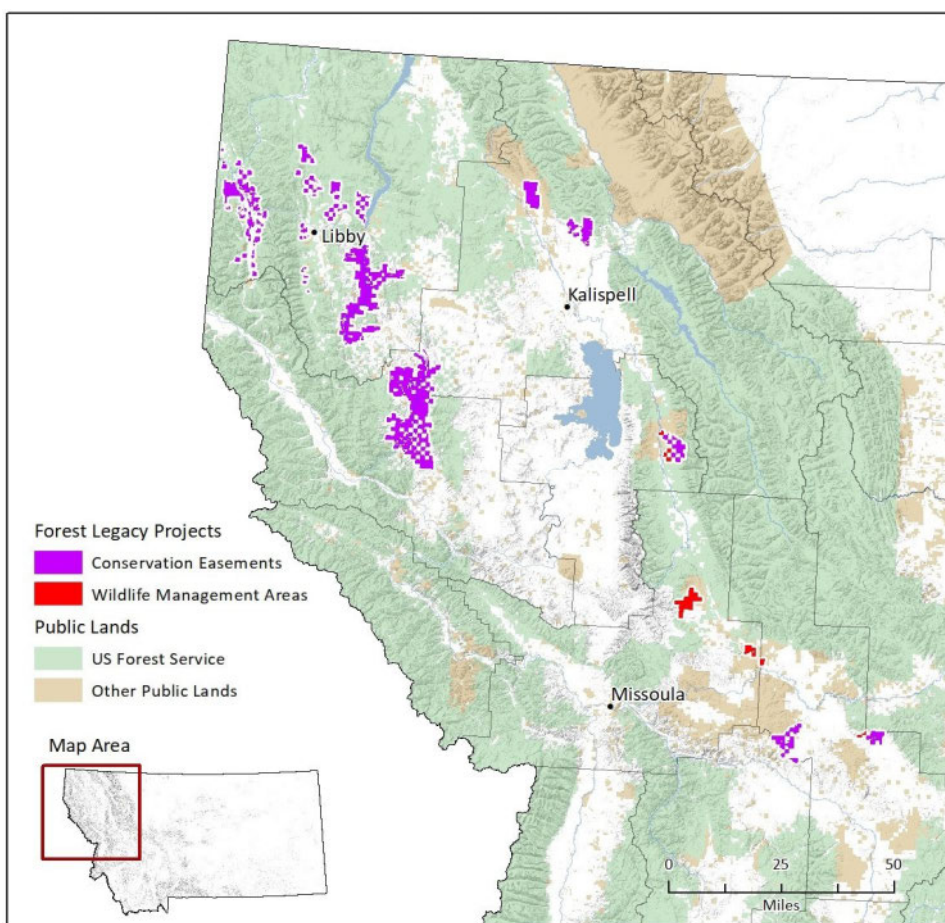 Libby
Kalispell
Forest Legacy Projects
Conservation Easements
Wildlife Management Areas
Public Lands
US Forest Service
Other Public Lands
Missoula
Map Area
0 25 50
Miles